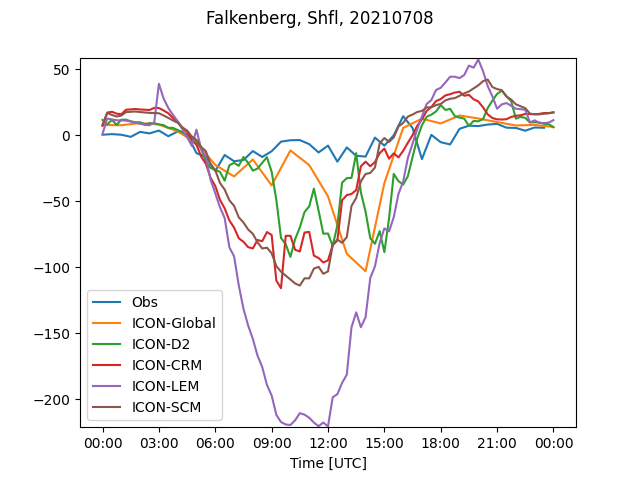 Falkenberg, Shfl, 20210708
50
0
−50
−100
−150
−200
Obs
ICON-Global
ICON-D2
ICON-CRM
ICON-LEM
ICON-SCM
00:00 03:00 06:00 09:00 12:00 15:00 18:00 21:00 00:00
Time [UTC]